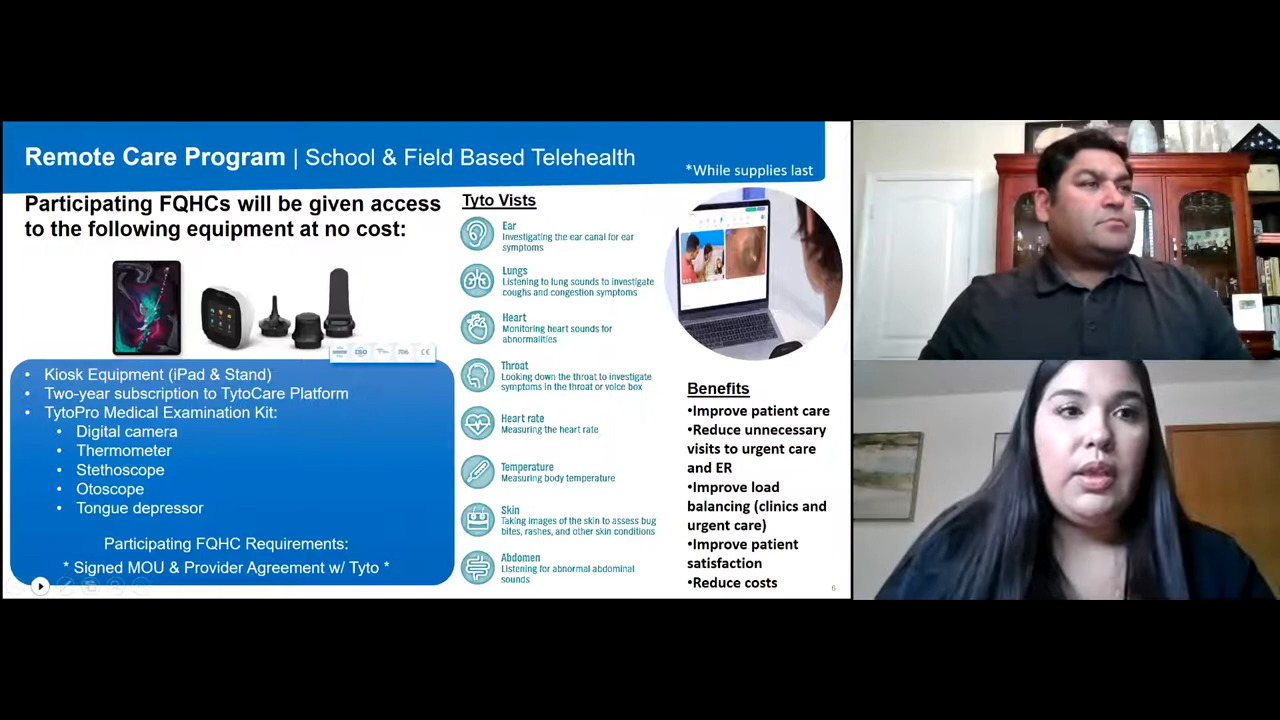 Remote Care Program | School & Field Based Telehealth
*While supplies last
Participating FQHCs will be given access
to the following equipment at no cost:
ISO
706
CE
• Kiosk Equipment (iPad & Stand)
• Two-year subscription to TytoCare Platform
• TytoPro Medical Examination Kit:
• Digital camera
• Thermometer
• Stethoscope
• Otoscope
• Tongue depressor
Participating FQHC Requirements:
* Signed MOU & Provider Agreement w/ Tyto *
Tyto Vists
Ear
Investigating the ear canal for ear
symptoms
Lungs
Listening to lung sounds to investigate
coughs and congestion symptoms
Heart
Monitoring heart sounds for
abnormalities
Throat
Looking down the throat to investigate
symptoms in the throat or voice box
Heart rate
Measuring the heart rate
Temperature
Measuring body temperature
Skin
Taking images of the skin to assess bug
bites, rashes, and other skin conditions
Abdomen
Listening for abnormal abdominal
sounds
Benefits
•Improve patient care
•Reduce unnecessary
visits to urgent care
and ER
•Improve load
balancing (clinics and
urgent care)
•Improve patient
satisfaction
•Reduce costs
6